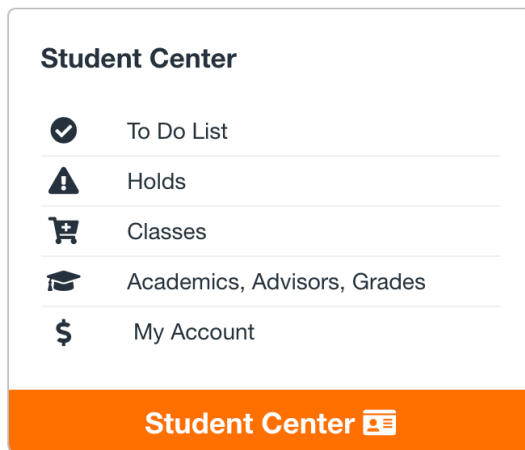 Student Center
To Do List
Holds
Classes
Academics, Advisors, Grades
My Account
Student Center